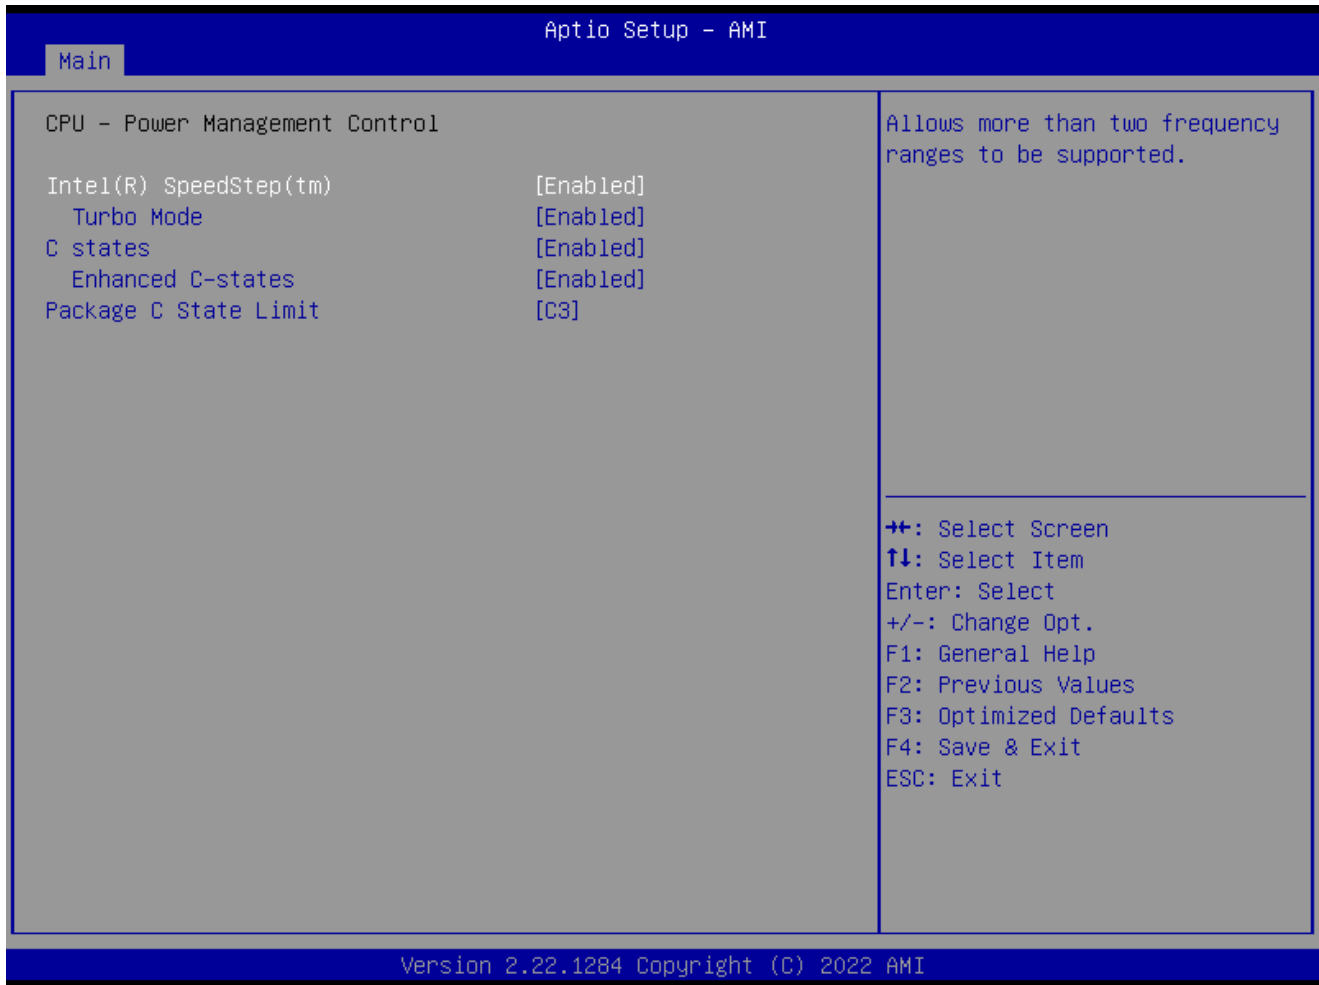 Aptio Setup – AMI
Main
CPU – Power Management Control
Intel(R) SpeedStep(tm) [Enabled]
Turbo Mode [Enabled]
C states [Enabled]
Enhanced C-states [Enabled]
Package C State Limit [C3]
Allows more than two frequency
ranges to be supported.
→←: Select Screen
↑↓: Select Item
Enter: Select
+/-: Change Opt.
F1: General Help
F2: Previous Values
F3: Optimized Defaults
F4: Save & Exit
ESC: Exit
Version 2.22.1284 Copyright (C) 2022 AMI